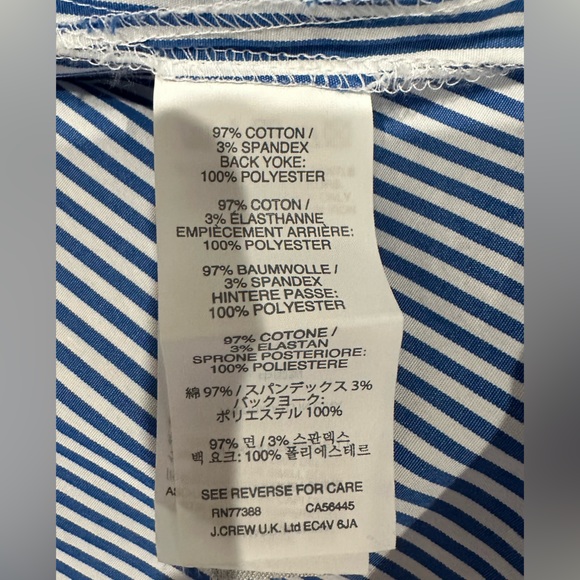 97% COTTON /
3% SPANDEX
BACK YOKE:
100% POLYESTER
97% COTON /
3% ÉLASTHANNE
EMPIÈCEMENT ARRIÈRE:
100% POLYESTER
97% BAUMWOLLE /
3% SPANDEX
HINTERE PASSE:
100% POLYESTER
97% COTONE /
3% ELASTAN
SPRONE POSTERIORE:
100% POLIESTERE
綿 97% / スパンデックス 3%
バックヨーク:
ポリエステル 100%
97% 면 / 3% 스판덱스
백 요크: 100% 폴리에스테르
SEE REVERSE FOR CARE
RN77388 CA56445
J.CREW U.K. Ltd EC4V 6JA